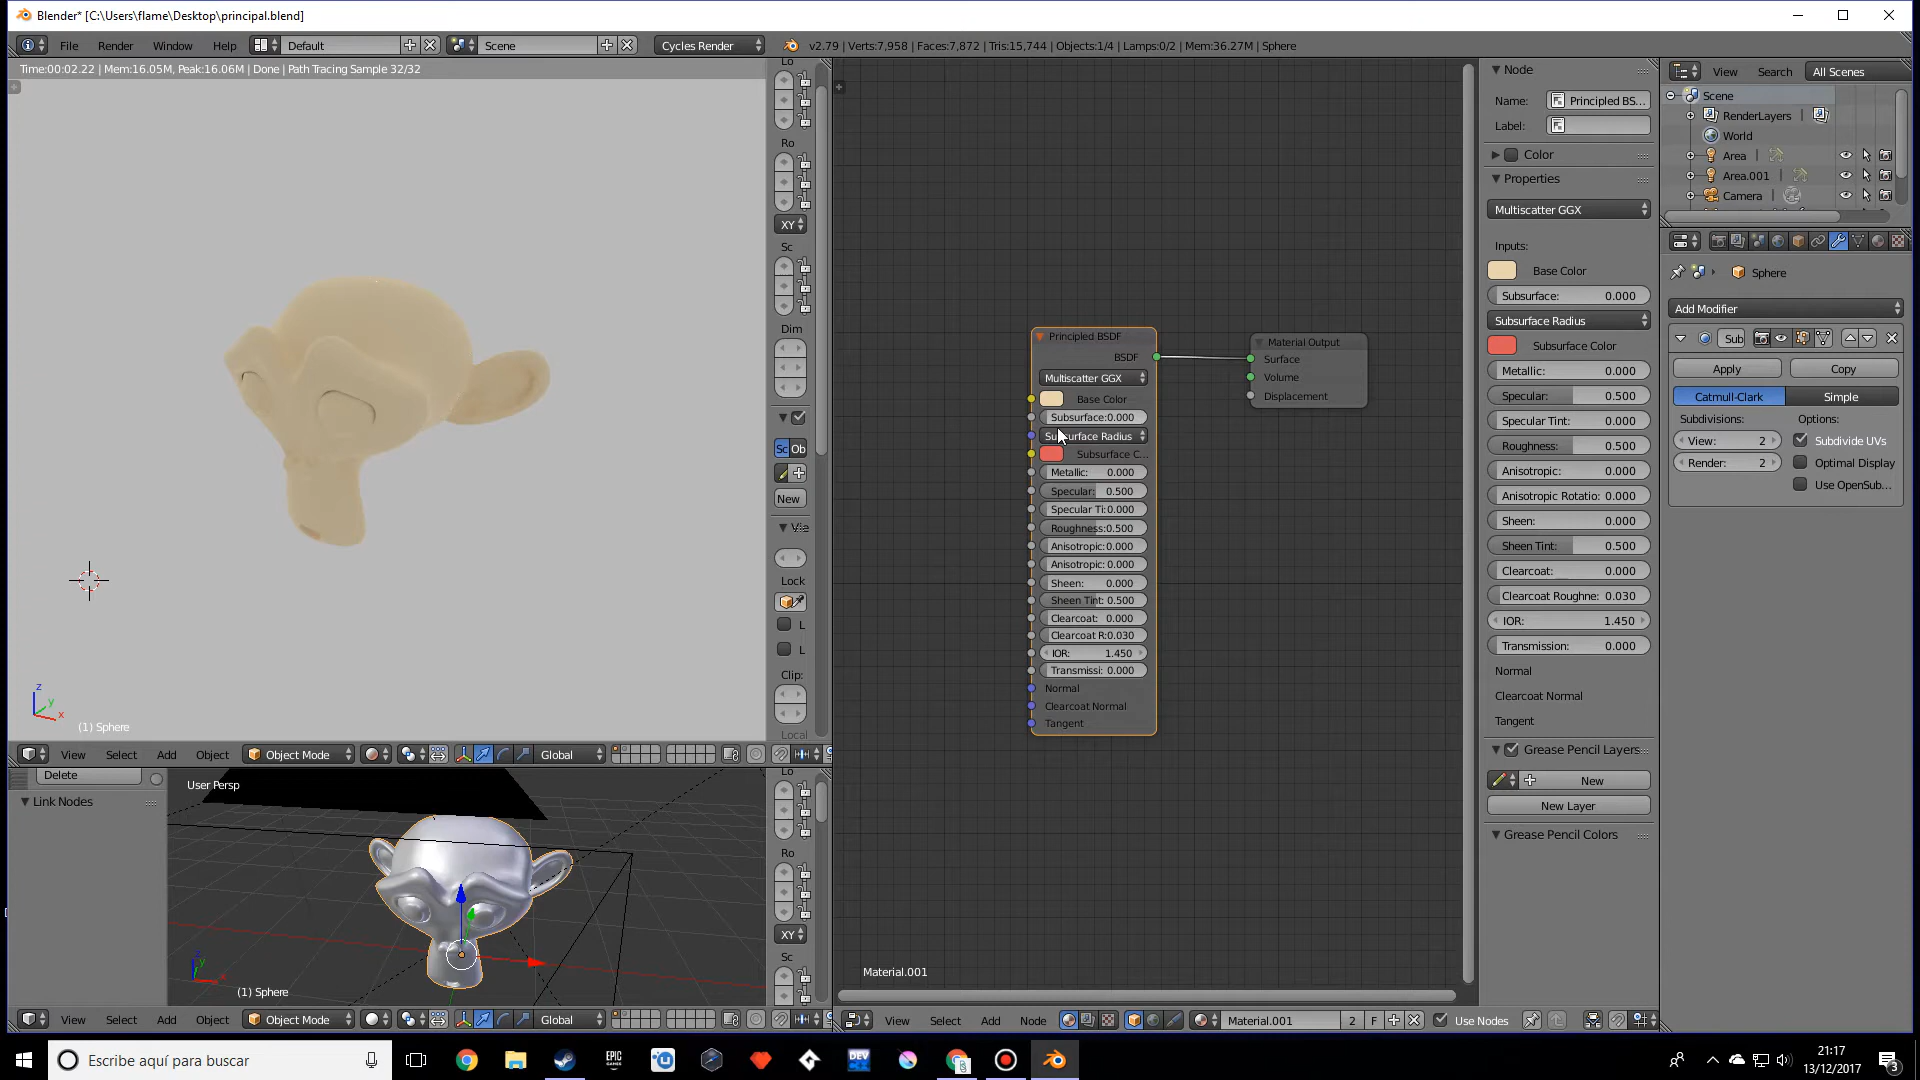 Blender* [C:\Users\flame\Desktop\principal.blend]
File Render Window Help Default Scene Cycles Render v2.79 | Verts:7,958 | Faces:7,872 | Tris:15,744 | Objects:1/4 | Lamps:0/2 | Mem:36.27M | Sphere
Time:00:02.22 | Mem:16.05M, Peak:16.06M | Done | Path Tracing Sample 32/32
(1) Sphere
View Select Add Object Object Mode Global
Lo
Ro
XY
Sc
Dim
Sc Ob
New
Vie
Lock
L
L
Clip:
Local
Delete
Link Nodes
User Persp
(1) Sphere
View Select Add Object Object Mode Global
Lo
Ro
XY
Sc
Principled BSDF
BSDF
Multiscatter GGX
Base Color
Subsurface:0.000
Subsurface Radius
Subsurface C...
Metallic: 0.000
Specular: 0.500
Specular Ti:0.000
Roughness:0.500
Anisotropic:0.000
Anisotropic:0.000
Sheen: 0.000
Sheen Tint: 0.500
Clearcoat: 0.000
Clearcoat R:0.030
IOR: 1.450
Transmissi: 0.000
Normal
Clearcoat Normal
Tangent
Material Output
Surface
Volume
Displacement
Material.001
View Select Add Node Material.001 2 F Use Nodes
Node
Name: Principled BS...
Label:
Color
Properties
Multiscatter GGX
Inputs:
Base Color
Subsurface: 0.000
Subsurface Radius
Subsurface Color
Metallic: 0.000
Specular: 0.500
Specular Tint: 0.000
Roughness: 0.500
Anisotropic: 0.000
Anisotropic Rotatio: 0.000
Sheen: 0.000
Sheen Tint: 0.500
Clearcoat: 0.000
Clearcoat Roughne: 0.030
IOR: 1.450
Transmission: 0.000
Normal
Clearcoat Normal
Tangent
Grease Pencil Layers
New
New Layer
Grease Pencil Colors
View Search All Scenes
Scene
RenderLayers
World
Area
Area.001
Camera
Sphere
Add Modifier
Sub
Apply Copy
Catmull-Clark Simple
Subdivisions: Options:
View: 2 Subdivide UVs
Render: 2 Optimal Display
Use OpenSub...
Escribe aquí para buscar
EPIC
GAMES
DEV
21:17
13/12/2017
3